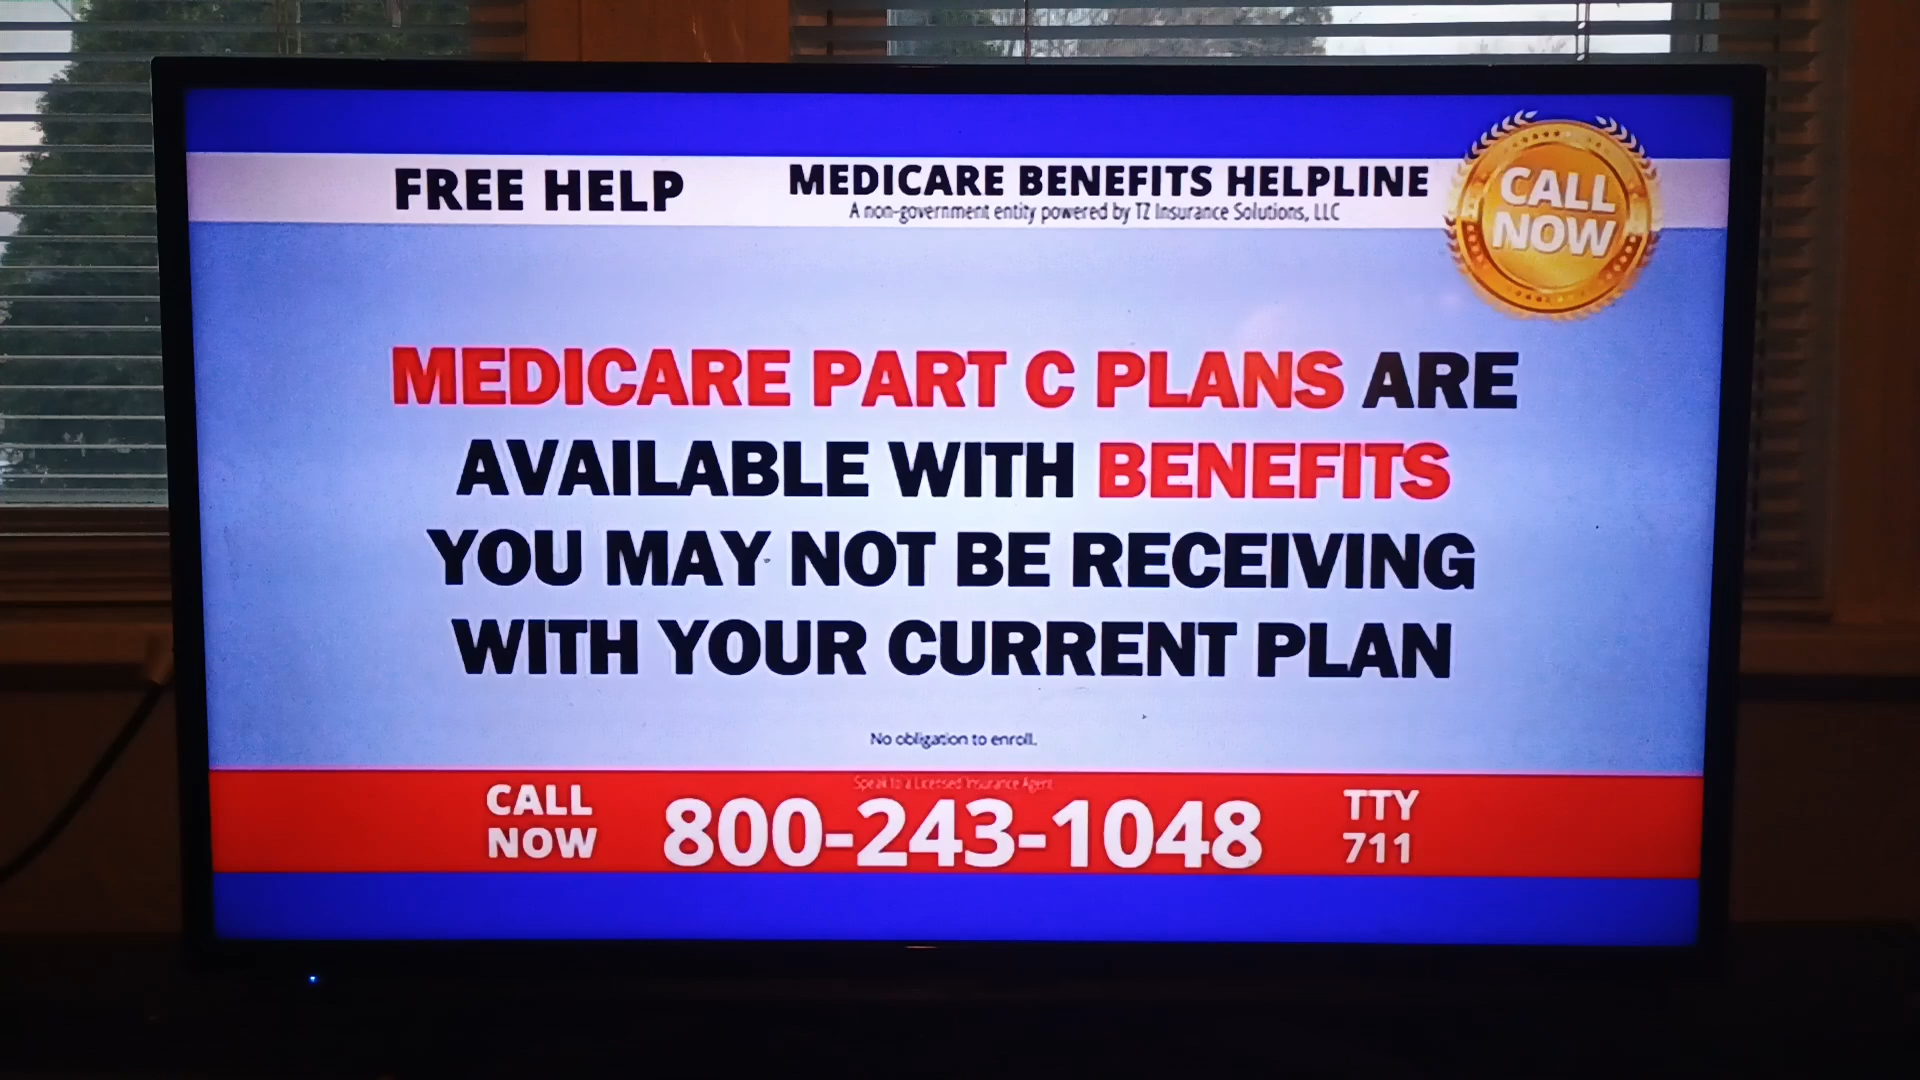 FREE HELP
MEDICARE BENEFITS HELPLINE
A non-government entity powered by TZ Insurance Solutions, LLC
CALL
NOW
MEDICARE PART C PLANS ARE
AVAILABLE WITH BENEFITS
YOU MAY NOT BE RECEIVING
WITH YOUR CURRENT PLAN
No obligation to enroll.
Speak to a Licensed Insurance Agent
CALL
NOW
800-243-1048
TTY
711